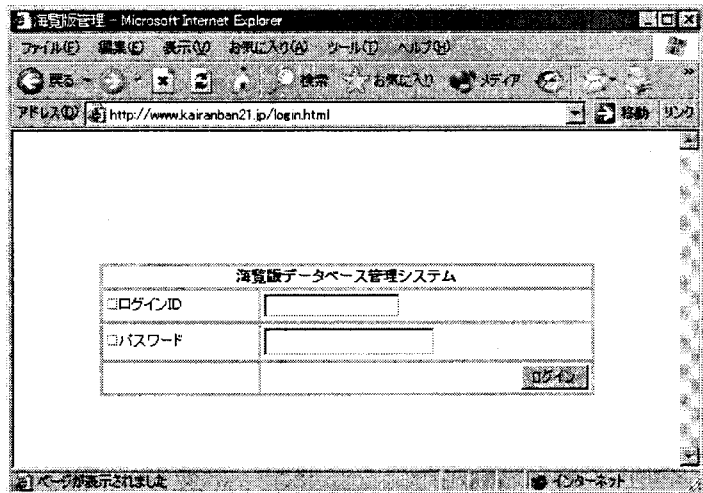 海覧版管理 - Microsoft Internet Explorer
ファイル(F) 編集(E) 表示(V) お気に入り(A) ツール(T) ヘルプ(H)
戻る 検索 お気に入り メディア
アドレス(D) http://www.kairanban21.jp/login.html 移動 リンク
海覧版データベース管理システム
□ログインID
□パスワード
ログイン
ページが表示されました インターネット